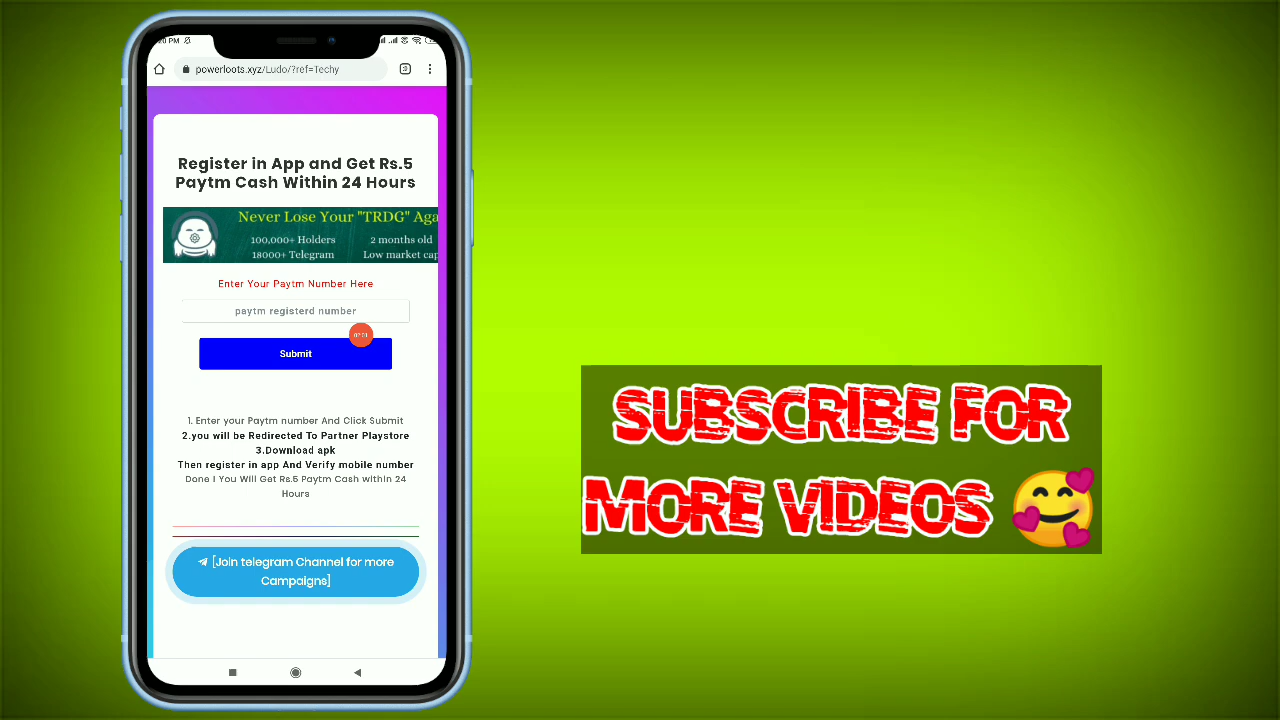 powerloots.xyz/Ludo/?ref=Techy
Register in App and Get Rs.5
Paytm Cash Within 24 Hours
Never Lose Your "TRDG" Aga
100,000+ Holders
2 months old
18000+ Telegram
Low market cap
Enter Your Paytm Number Here
paytm registerd number
02:01
Submit
1. Enter your Paytm number And Click Submit
2.you will be Redirected To Partner Playstore
3.Download apk
Then register in app And Verify mobile number
Done ! You Will Get Rs.5 Paytm Cash within 24
Hours
[Join telegram Channel for more
Campaigns]
SUBSCRIBE FOR
MORE VIDEOS 🥰